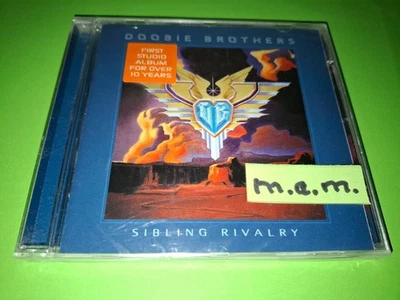 DOOBIE BROTHERS
FIRST
STUDIO
ALBUM
FOR OVER
10 YEARS
m.a.m.
SIBLING RIVALRY